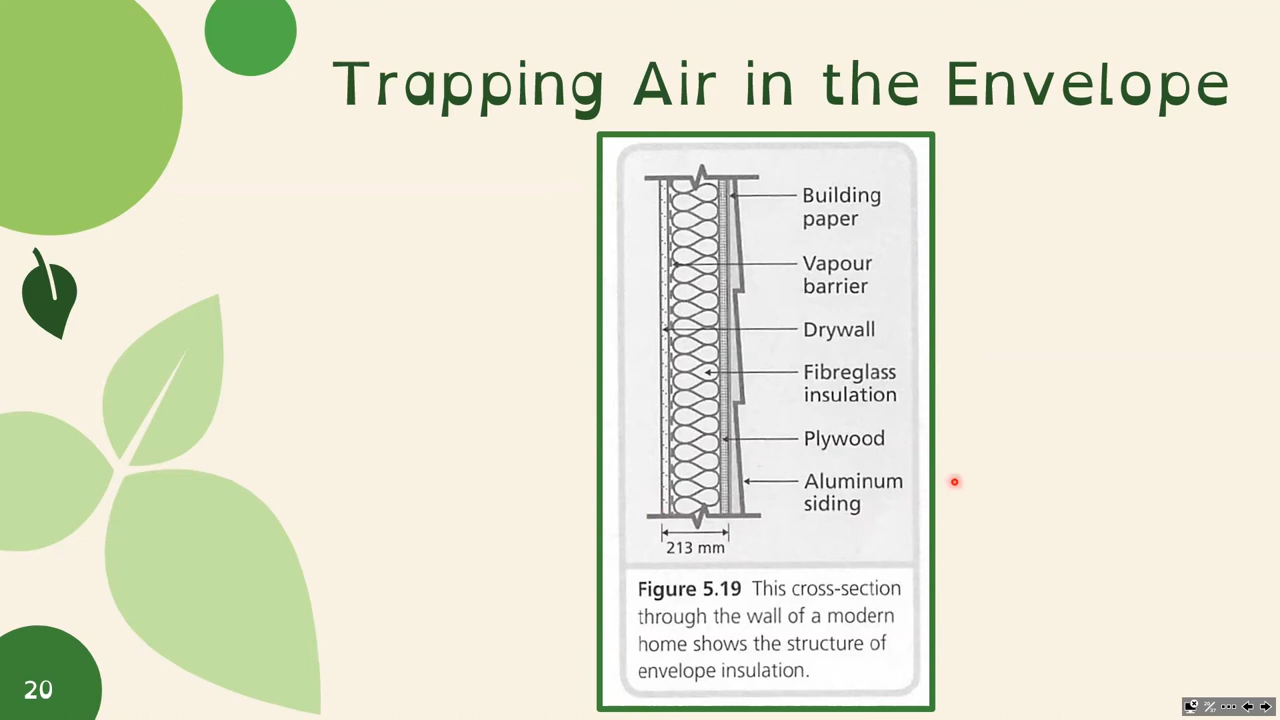 Trapping Air in the Envelope
Building
paper
Vapour
barrier
Drywall
Fibreglass
insulation
Plywood
Aluminum
siding
213 mm
Figure 5.19 This cross-section
through the wall of a modern
home shows the structure of
envelope insulation.
20